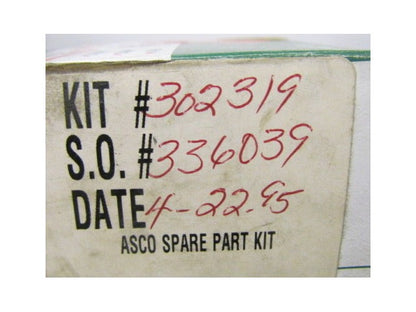 KIT #302319
S.O. #336039
DATE 4-22.95
ASCO SPARE PART KIT